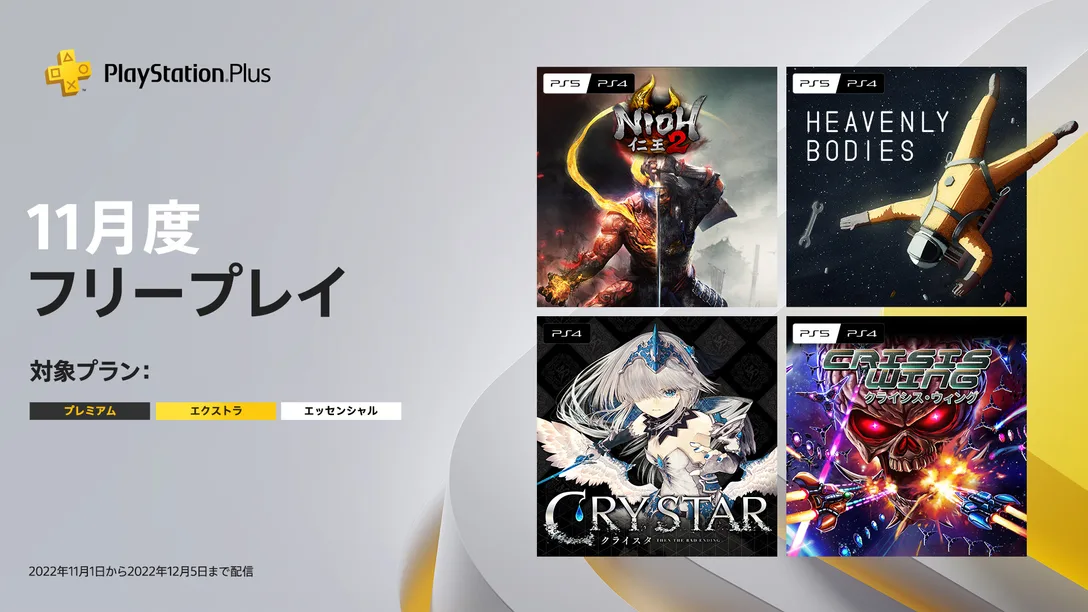 PlayStation.Plus
11月度
フリープレイ
対象プラン:
プレミアム
エクストラ
エッセンシャル
2022年11月1日から2022年12月5日まで配信
PS5 PS4
NIOH
仁王 2
PS5 PS4
HEAVENLY
BODIES
PS4
CRYSTAR
クライスタ THEN THE BAD ENDING.
PS5 PS4
CRISIS
WING
クライシス・ウィング